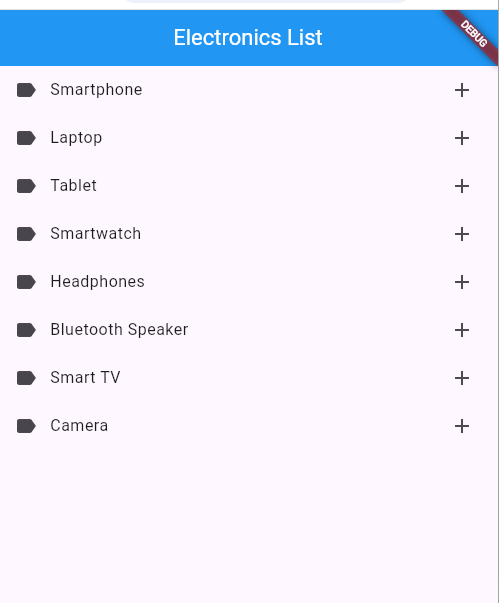 Electronics List
DEBUG
Smartphone
Laptop
Tablet
Smartwatch
Headphones
Bluetooth Speaker
Smart TV
Camera